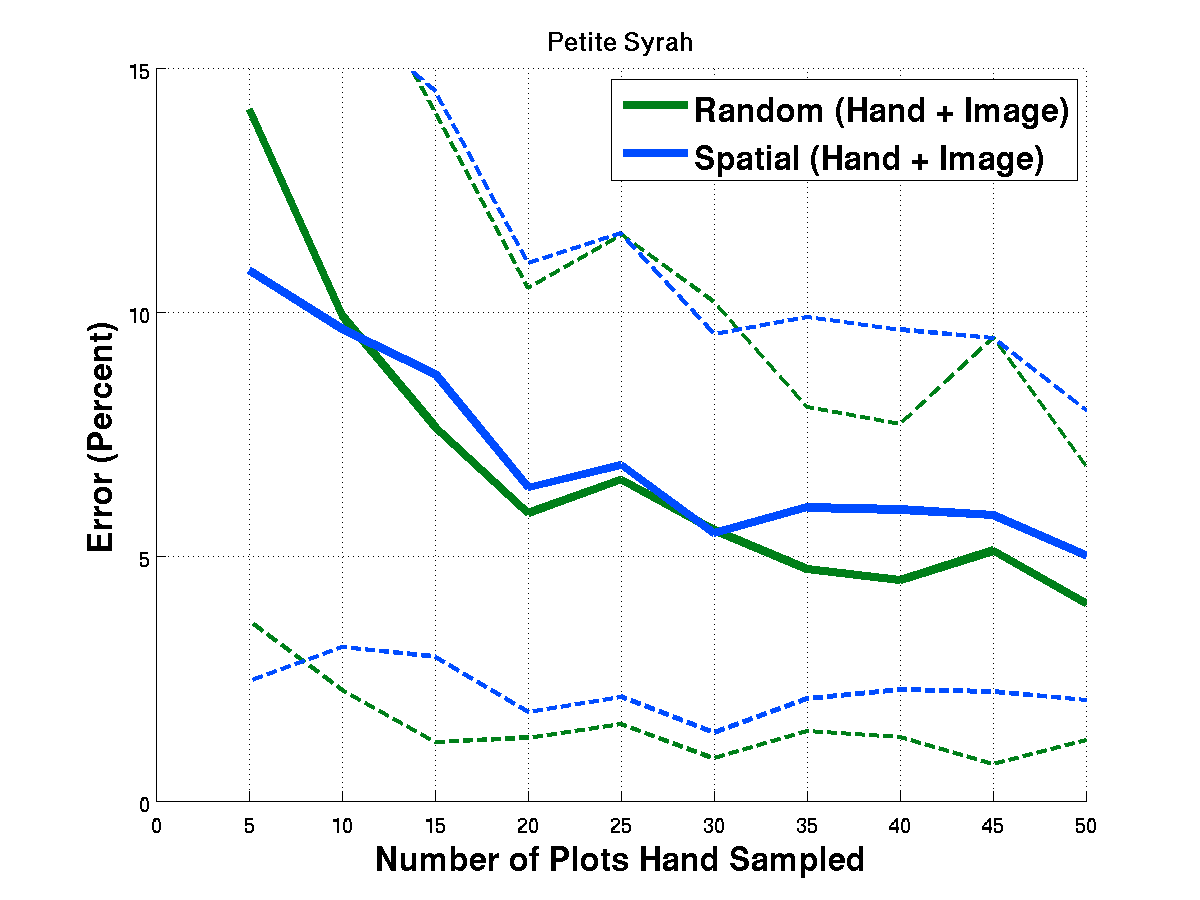 Petite Syrah
Random (Hand + Image)
Spatial (Hand + Image)
Error (Percent)
15
10
5
0
0 5 10 15 20 25 30 35 40 45 50
Number of Plots Hand Sampled